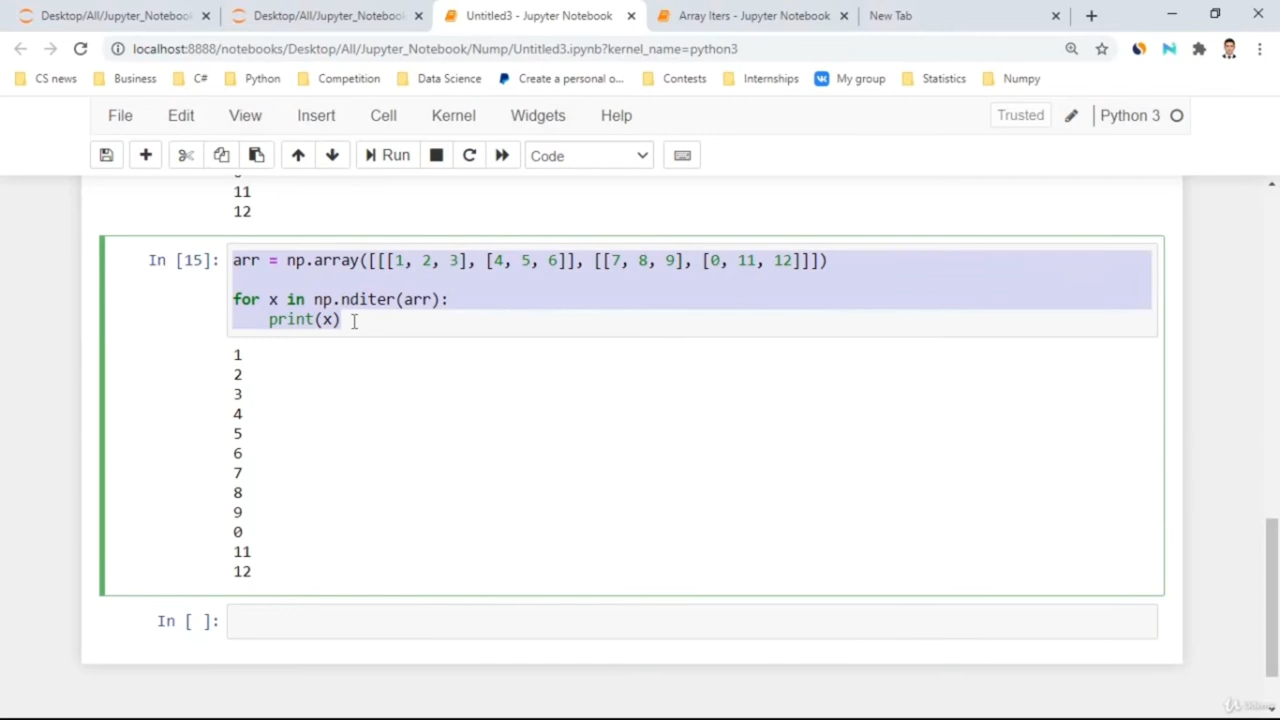 Desktop/All/Jupyter_Notebook Desktop/All/Jupyter_Notebook Untitled3 - Jupyter Notebook Array Iters - Jupyter Notebook New Tab
localhost:8888/notebooks/Desktop/All/Jupyter_Notebook/Nump/Untitled3.ipynb?kernel_name=python3
CS news Business C# Python Competition Data Science Create a personal o... Contests Internships My group Statistics Numpy
File Edit View Insert Cell Kernel Widgets Help Trusted Python 3
Run Code
11
12
In [15]: arr = np.array([[[1, 2, 3], [4, 5, 6]], [[7, 8, 9], [0, 11, 12]]])
for x in np.nditer(arr):
print(x)
1
2
3
4
5
6
7
8
9
0
11
12
In [ ]:
Udemy